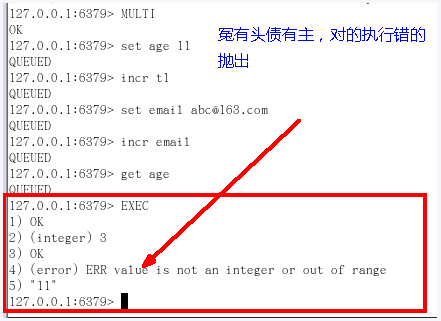 127.0.0.1:6379> MULTI
OK
127.0.0.1:6379> set age 11
QUEUED
127.0.0.1:6379> incr t1
QUEUED
127.0.0.1:6379> set email abc@163.com
QUEUED
127.0.0.1:6379> incr email
QUEUED
127.0.0.1:6379> get age
QUEUED
127.0.0.1:6379> EXEC
1) OK
2) (integer) 3
3) OK
4) (error) ERR value is not an integer or out of range
5) "11"
127.0.0.1:6379>
冤有头债有主，对的执行错的
抛出